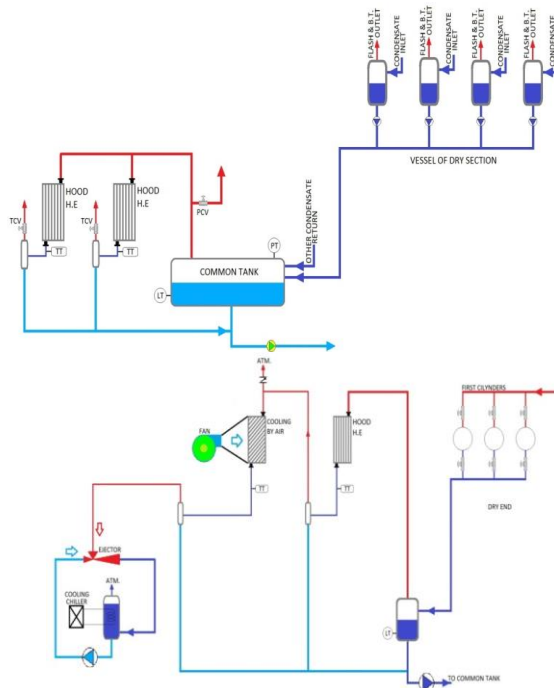 FLASH & B.T.
OUTLET
CONDENSATE
INLET
FLASH & B.T.
OUTLET
CONDENSATE
INLET
FLASH & B.T.
OUTLET
CONDENSATE
INLET
FLASH & B.T.
OUTLET
CONDENSATE
INLET
VESSEL OF DRY SECTION
HOOD
H.E
HOOD
H.E
TCV
TCV
PCV
TT
TT
PT
OTHER CONDENSATE
RETURN
COMMON TANK
LT
ATM.
FAN
COOLING
BY AIR
HOOD
H.E
FIRST CILYNDERS
TT
TT
DRY END
EJECTOR
ATM.
COOLING
CHILLER
LT
TO COMMON TANK